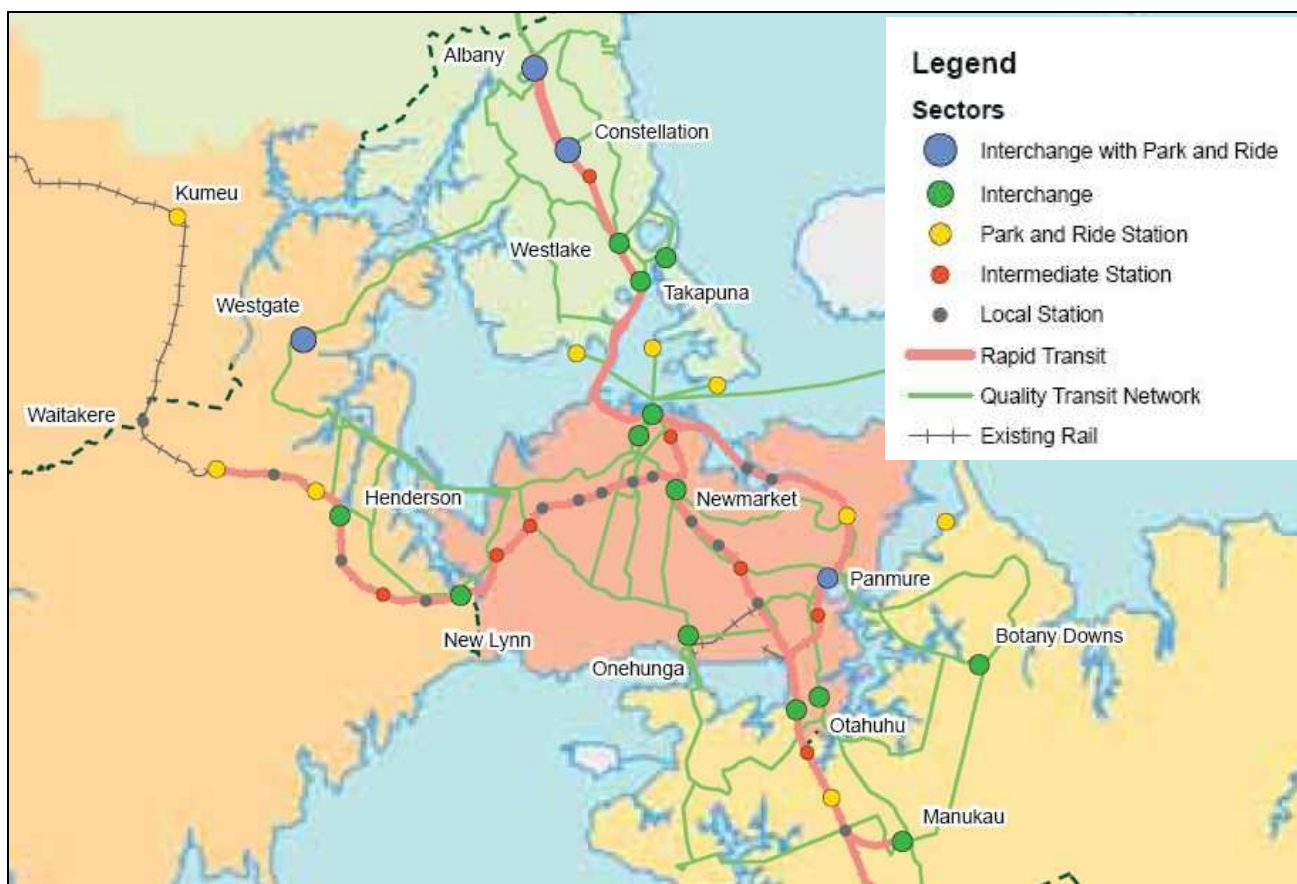 Albany
Constellation
Kumeu
Westlake
Takapuna
Westgate
Waitakere
Henderson
Newmarket
Panmure
New Lynn
Botany Downs
Onehunga
Otahuhu
Manukau
Legend
Sectors
Interchange with Park and Ride
Interchange
Park and Ride Station
Intermediate Station
Local Station
Rapid Transit
Quality Transit Network
Existing Rail